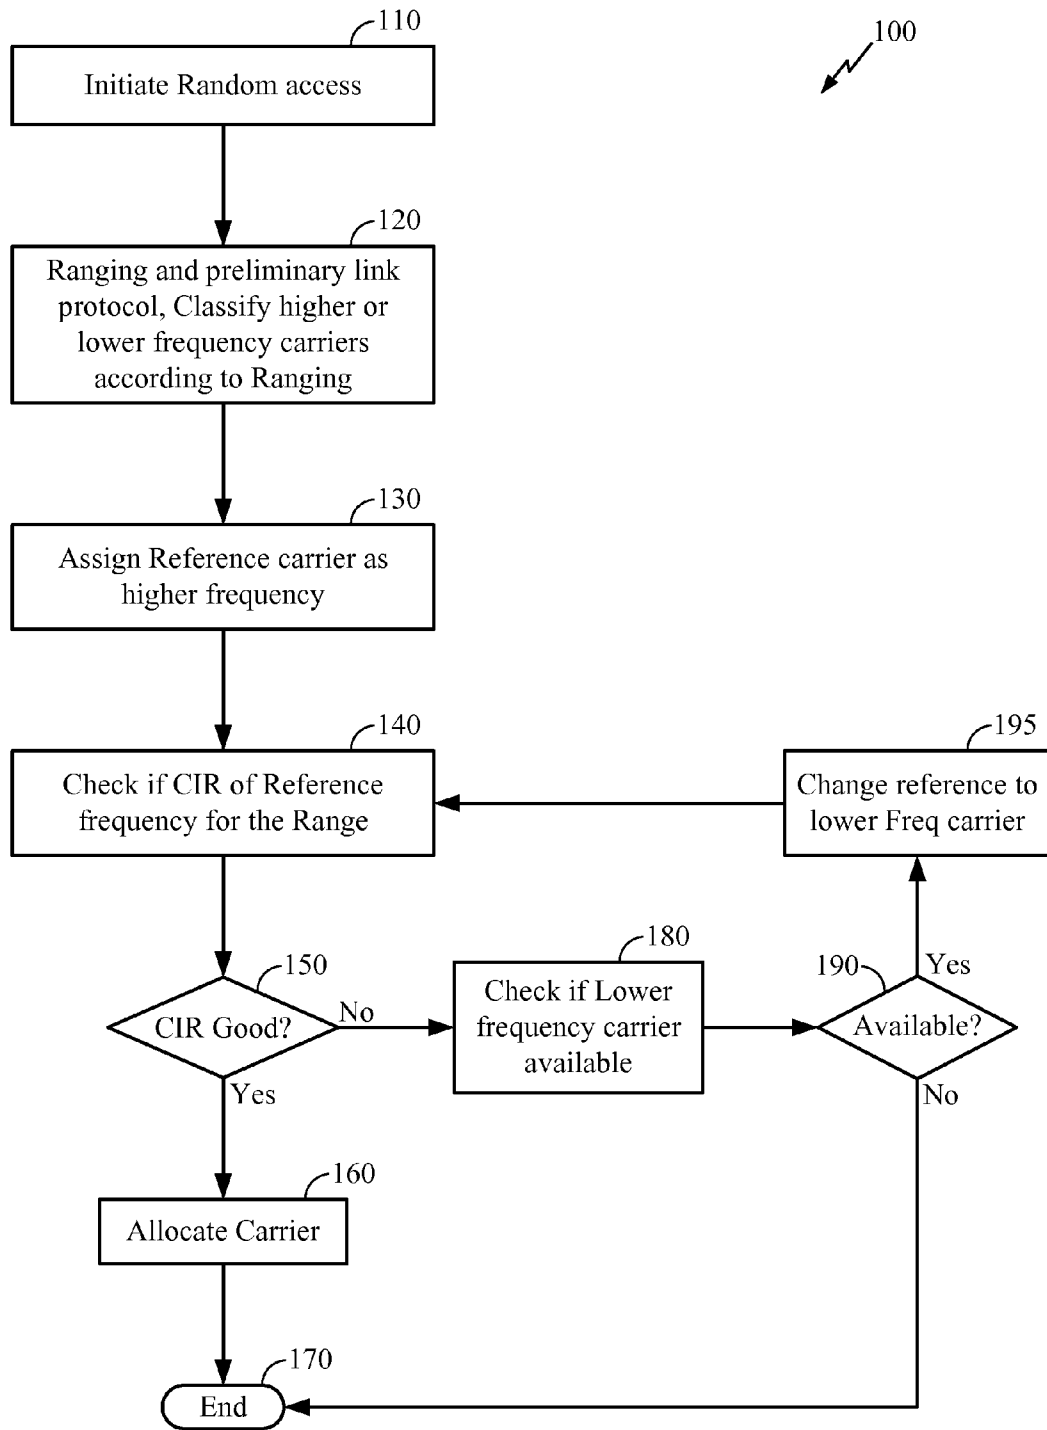 110
100
Initiate Random access
120
Ranging and preliminary link
protocol, Classify higher or
lower frequency carriers
according to Ranging
130
Assign Reference carrier as
higher frequency
140
195
Check if CIR of Reference
frequency for the Range
Change reference to
lower Freq carrier
150
180
190
Yes
CIR Good?
No
Check if Lower
frequency carrier
available
Available?
Yes
No
160
Allocate Carrier
170
End